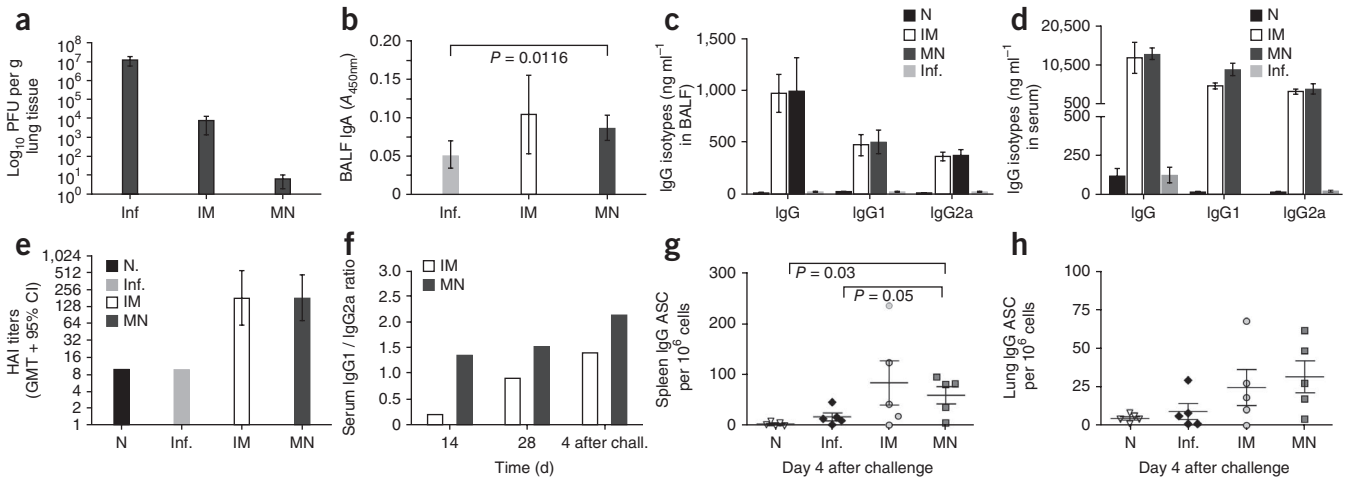 a
Log10 PFU per g
lung tissue
10^8
10^7
10^6
10^5
10^4
10^3
10^2
10^1
10^0
Inf
IM
MN
b
BALF IgA (A450nm)
0.20
0.15
0.10
0.05
0
P = 0.0116
Inf.
IM
MN
c
IgG isotypes (ng ml−1)
in BALF)
1,500
1,000
500
0
N
IM
MN
Inf.
IgG
IgG1
IgG2a
d
IgG isotypes (ng ml−1)
in serum)
20,500
10,500
500
500
250
0
N
IM
MN
Inf.
IgG
IgG1
IgG2a
e
HAI titers
(GMT + 95% CI)
1,024
512
256
128
64
32
16
8
4
2
1
N.
Inf.
IM
MN
N
Inf.
IM
MN
f
Serum IgG1 / IgG2a ratio
3.0
2.5
2.0
1.5
1.0
0.5
0
IM
MN
14
28
4 after chall.
Time (d)
g
Spleen IgG ASC
per 10^6 cells
300
200
100
0
P = 0.03
P = 0.05
N
Inf.
IM
MN
Day 4 after challenge
h
Lung IgG ASC
per 10^6 cells
100
75
50
25
0
N
Inf.
IM
MN
Day 4 after challenge